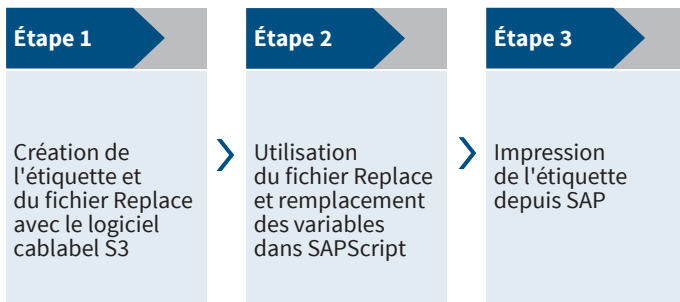 Étape 1
Création de
l'étiquette et
du fichier Replace
avec le logiciel
cablabel S3
Étape 2
Utilisation
du fichier Replace
et remplacement
des variables
dans SAPScript
Étape 3
Impression
de l'étiquette
depuis SAP